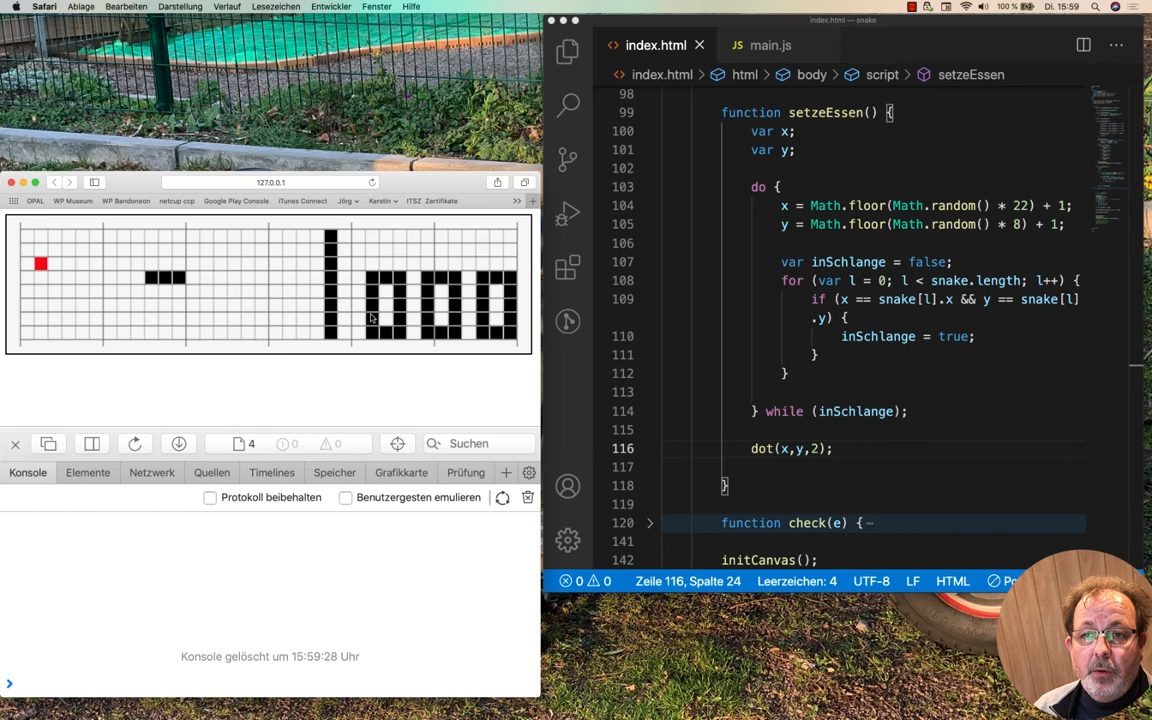 Safari Ablage Bearbeiten Darstellung Verlauf Lesezeichen Entwickler Fenster Hilfe
100 % Di. 15:59
index.html — snake
index.html
JS main.js
index.html > html > body > script > setzeEssen
98
99 function setzeEssen() {
100 var x;
101 var y;
102
103 do {
104 x = Math.floor(Math.random() * 22) + 1;
105 y = Math.floor(Math.random() * 8) + 1;
106
107 var inSchlange = false;
108 for (var l = 0; l < snake.length; l++) {
109 if (x == snake[l].x && y == snake[l]
.y) {
110 inSchlange = true;
111 }
112 }
113
114 } while (inSchlange);
115
116 dot(x,y,2);
117
118 }
119
120 function check(e) {
141
142 initCanvas();
0 0 Zeile 116, Spalte 24 Leerzeichen: 4 UTF-8 LF HTML
127.0.0.1
OPAL WP Museum WP Bandoneon netcup ccp Google Play Console iTunes Connect Jörg Kerstin ITSZ Zertifikate
4 0 0 Suchen
Konsole Elemente Netzwerk Quellen Timelines Speicher Grafikkarte Prüfung
Protokoll beibehalten Benutzergesten emulieren
Konsole gelöscht um 15:59:28 Uhr